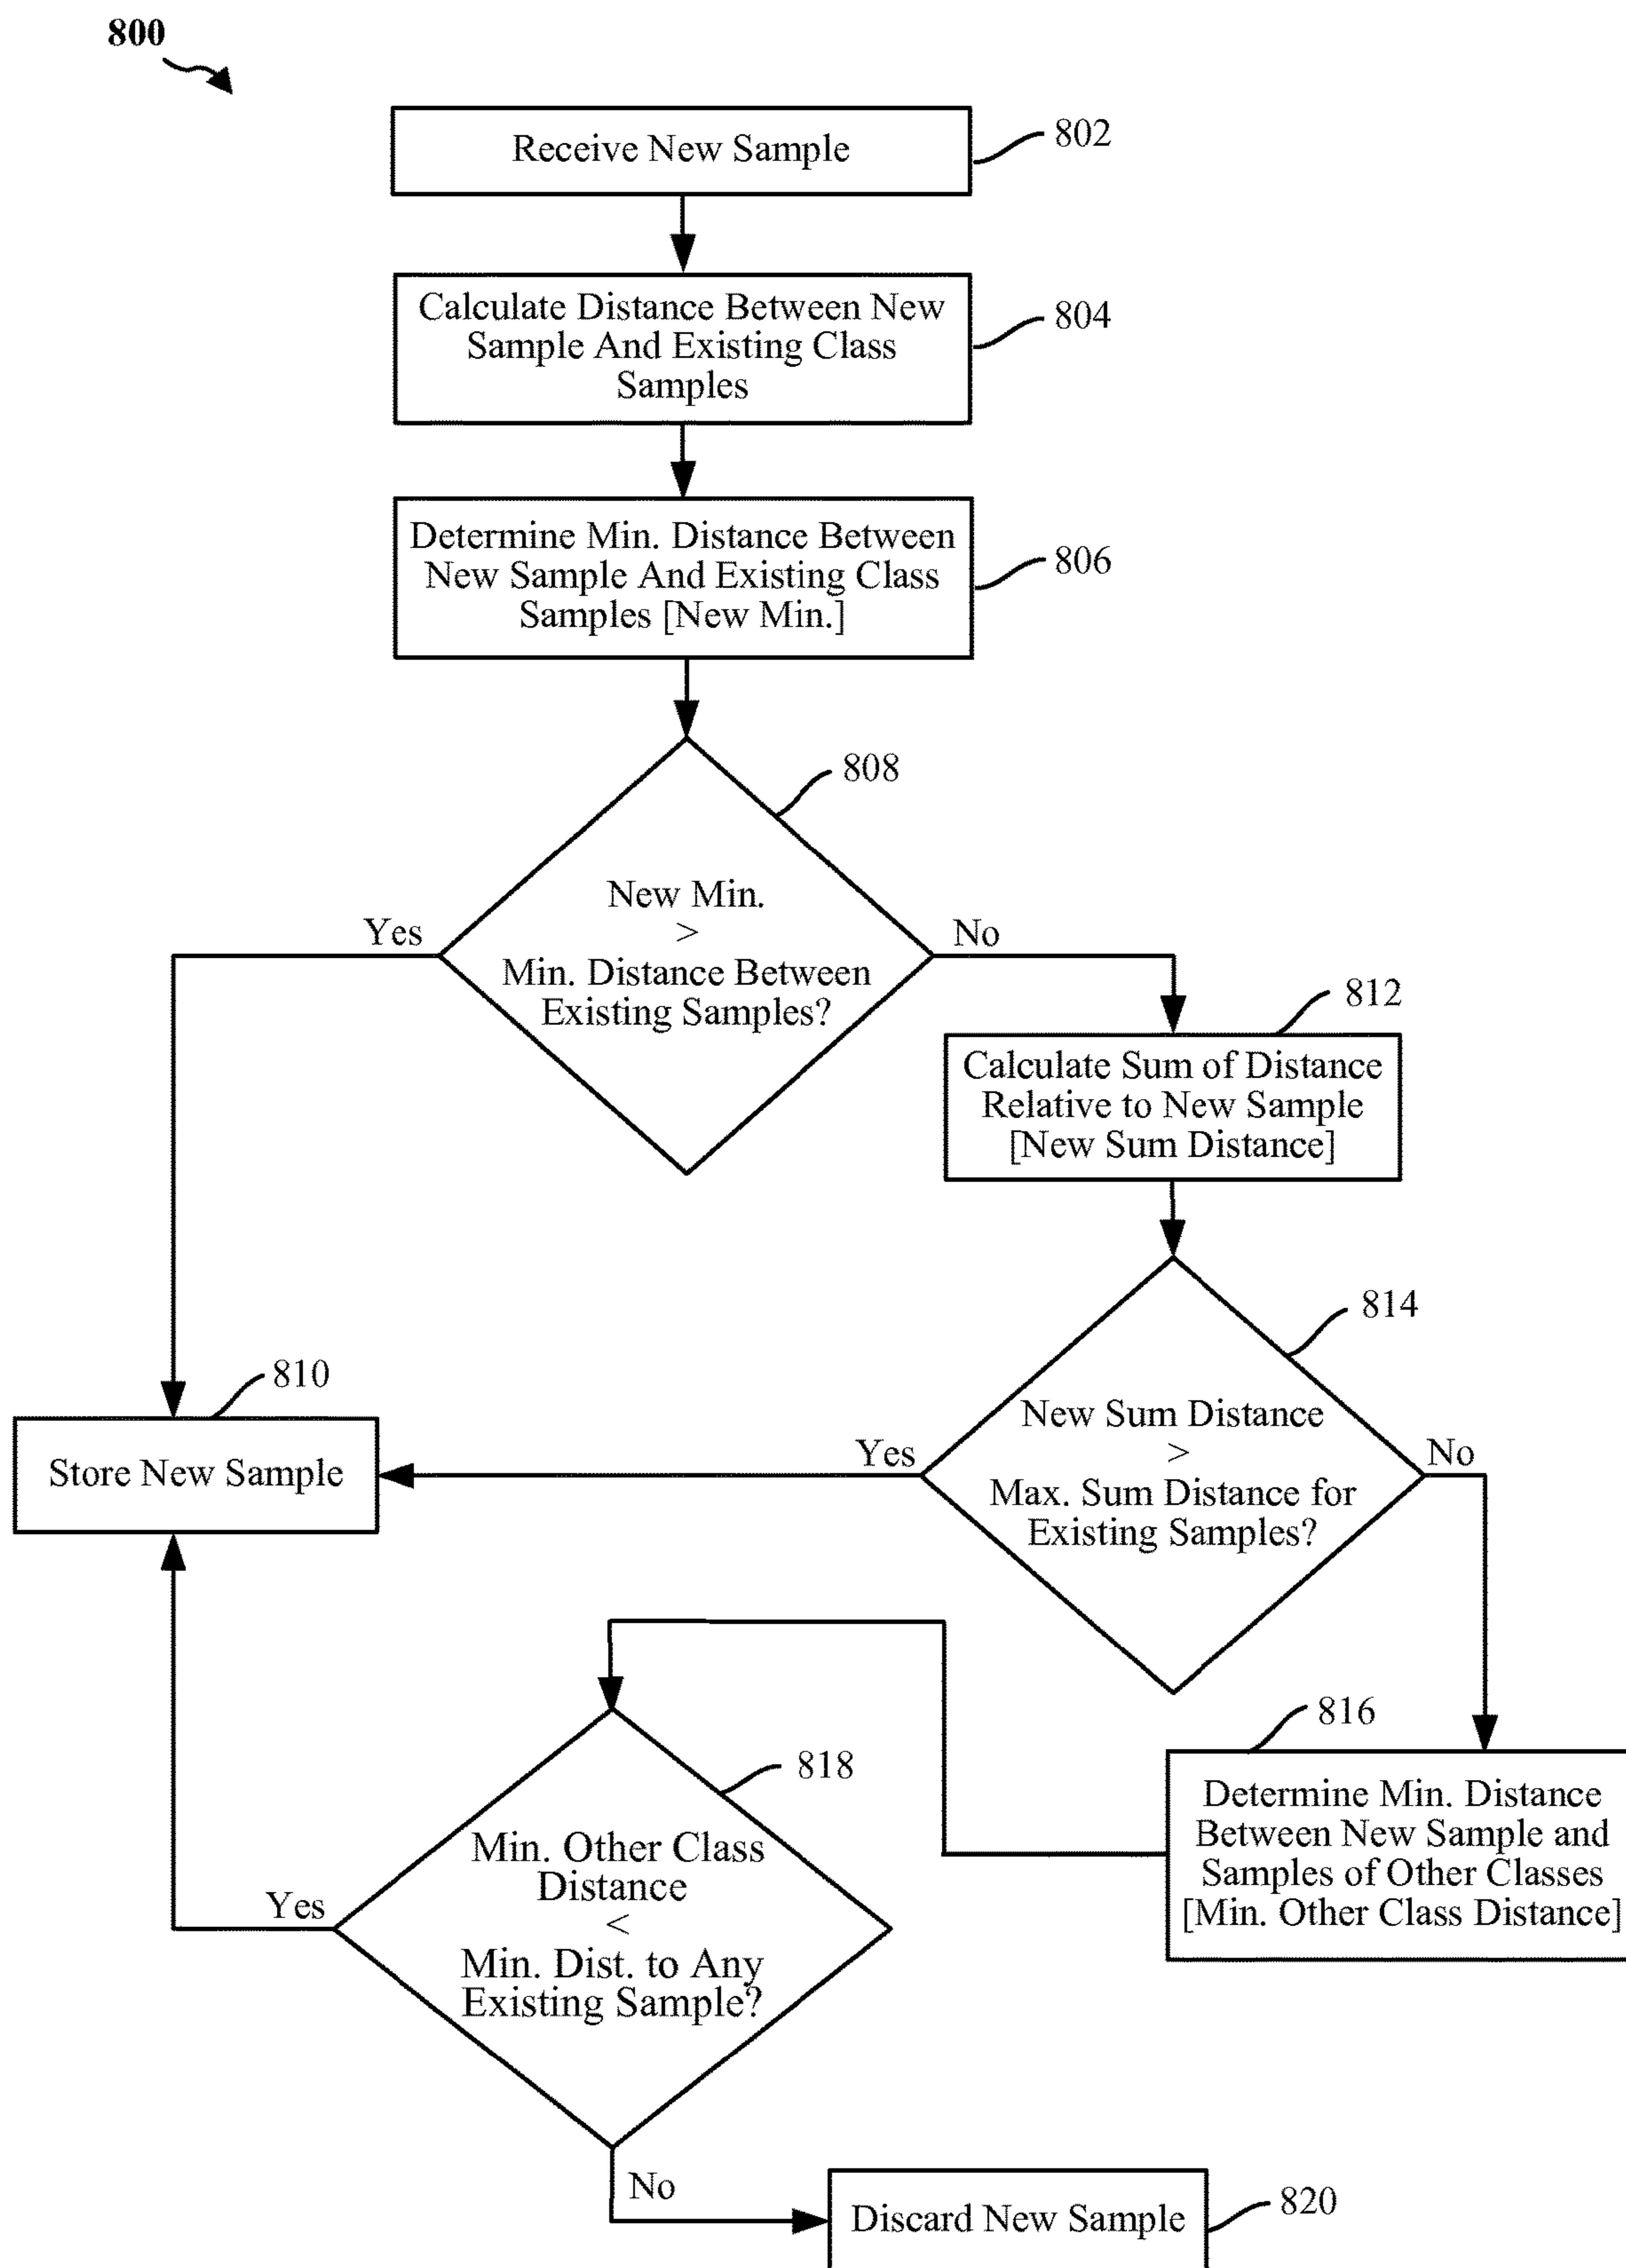 800
Receive New Sample
802
Calculate Distance Between New
Sample And Existing Class
Samples
804
Determine Min. Distance Between
New Sample And Existing Class
Samples [New Min.]
806
808
New Min.
>
Min. Distance Between
Existing Samples?
Yes
No
812
Calculate Sum of Distance
Relative to New Sample
[New Sum Distance]
814
New Sum Distance
>
Max. Sum Distance for
Existing Samples?
Yes
No
810
Store New Sample
816
Determine Min. Distance
Between New Sample and
Samples of Other Classes
[Min. Other Class Distance]
818
Min. Other Class
Distance
<
Min. Dist. to Any
Existing Sample?
Yes
No
Discard New Sample
820